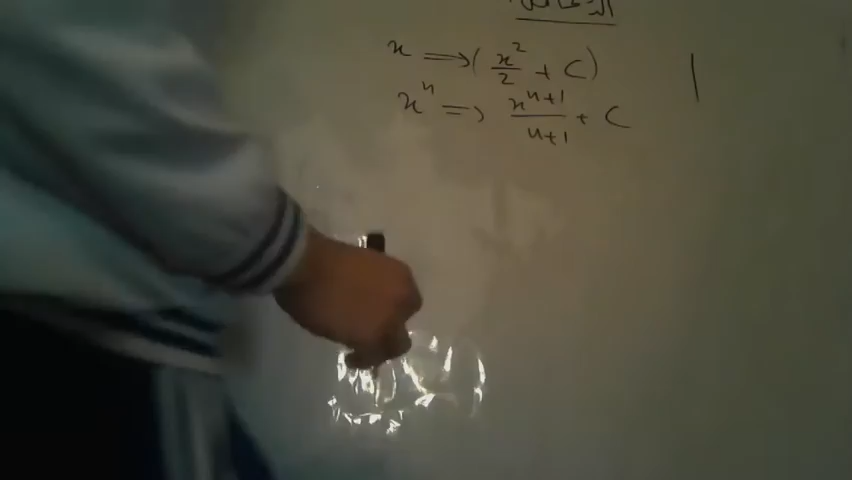 x ⟹ ( x²/2 + C )
xⁿ ⟹ xⁿ⁺¹/n+1 + C